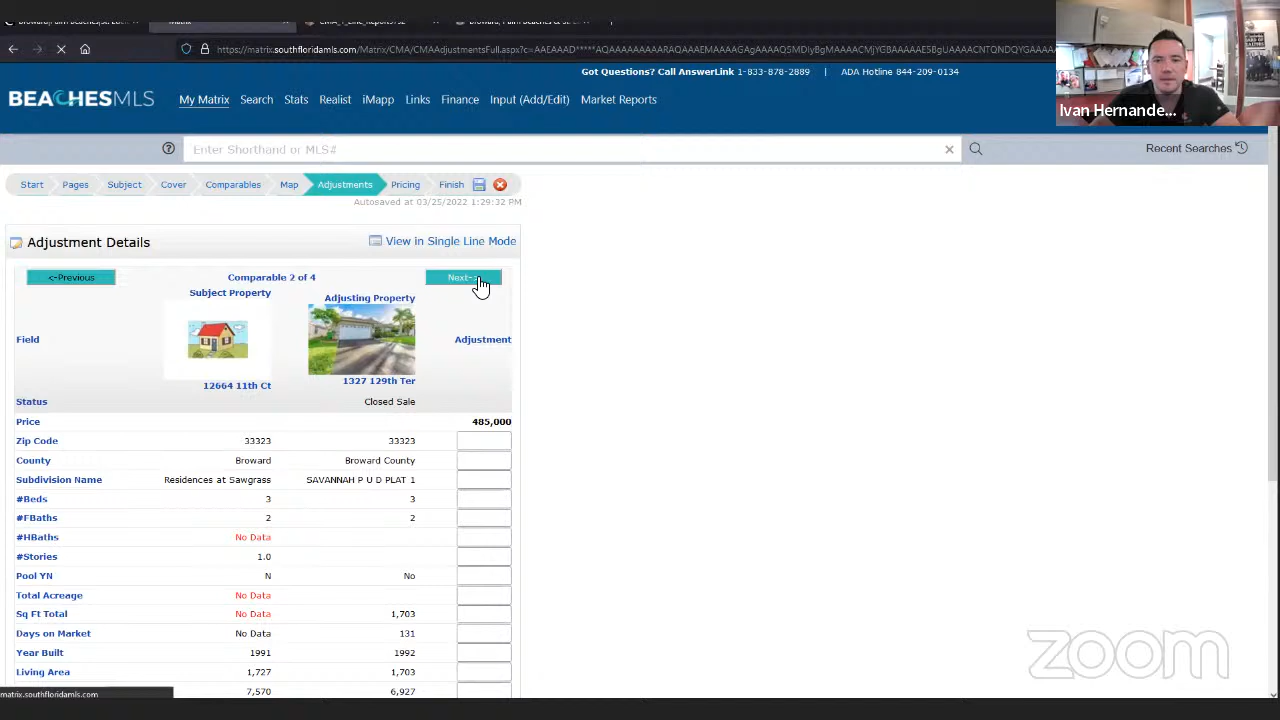 Matrix
https://matrix.southfloridamls.com/Matrix/CMA/CMAAdjustmentsFull.aspx?c=
Got Questions? Call AnswerLink 1-833-878-2889 | ADA Hotline 844-209-0134
BEACHESMLS My Matrix Search Stats Realist iMapp Links Finance Input (Add/Edit) Market Reports
Ivan Hernande...
Enter Shorthand or MLS# Recent Searches
Start Pages Subject Cover Comparables Map Adjustments Pricing Finish
Autosaved at 03/25/2022 1:29:32 PM
Adjustment Details View in Single Line Mode
<-Previous Comparable 2 of 4 Next->
Subject Property Adjusting Property
Field Adjustment
12664 11th Ct 1327 129th Ter
Status Closed Sale
Price 485,000
Zip Code 33323 33323
County Broward Broward County
Subdivision Name Residences at Sawgrass SAVANNAH P U D PLAT 1
#Beds 3 3
#FBaths 2 2
#HBaths No Data
#Stories 1.0
Pool YN N No
Total Acreage No Data
Sq Ft Total No Data 1,703
Days on Market No Data 131
Year Built 1991 1992
Living Area 1,727 1,703
7,570 6,927
matrix.southfloridamls.com
zoom